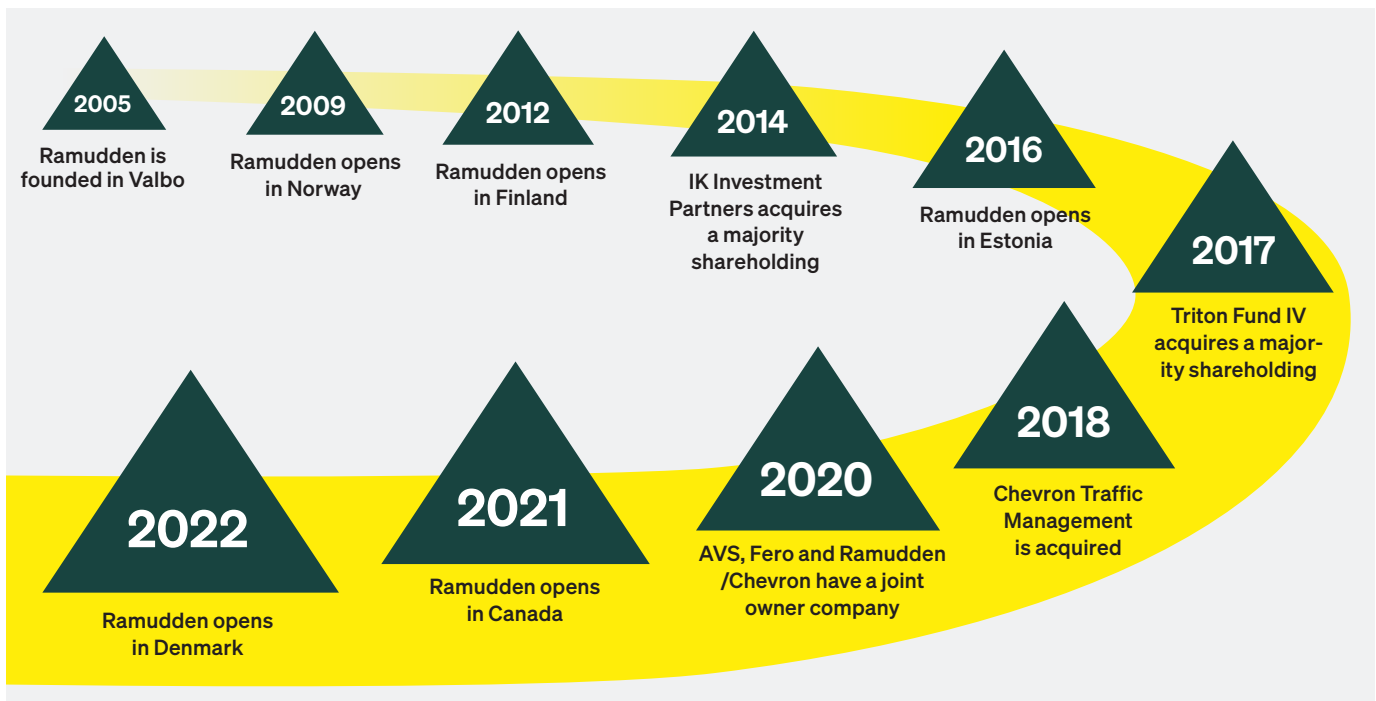 2005
Ramudden is
founded in Valbo
2009
Ramudden opens
in Norway
2012
Ramudden opens
in Finland
2014
IK Investment
Partners acquires
a majority
shareholding
2016
Ramudden opens
in Estonia
2017
Triton Fund IV
acquires a major-
ity shareholding
2018
Chevron Traffic
Management
is acquired
2020
AVS, Fero and Ramudden
/Chevron have a joint
owner company
2021
Ramudden opens
in Canada
2022
Ramudden opens
in Denmark